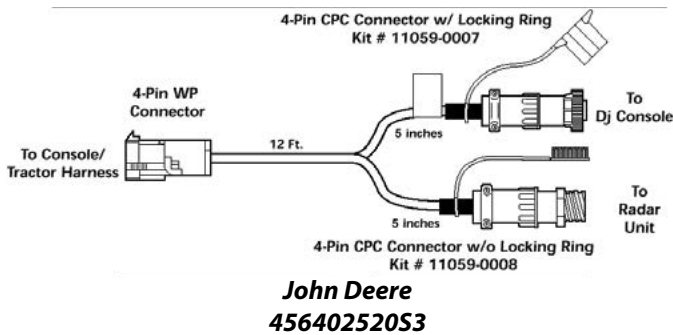 4-Pin CPC Connector w/ Locking Ring
Kit # 11059-0007
4-Pin WP
Connector
To
Dj Console
5 inches
12 Ft.
To Console/
Tractor Harness
To
Radar
Unit
5 inches
4-Pin CPC Connector w/o Locking Ring
Kit # 11059-0008
John Deere
456402520S3